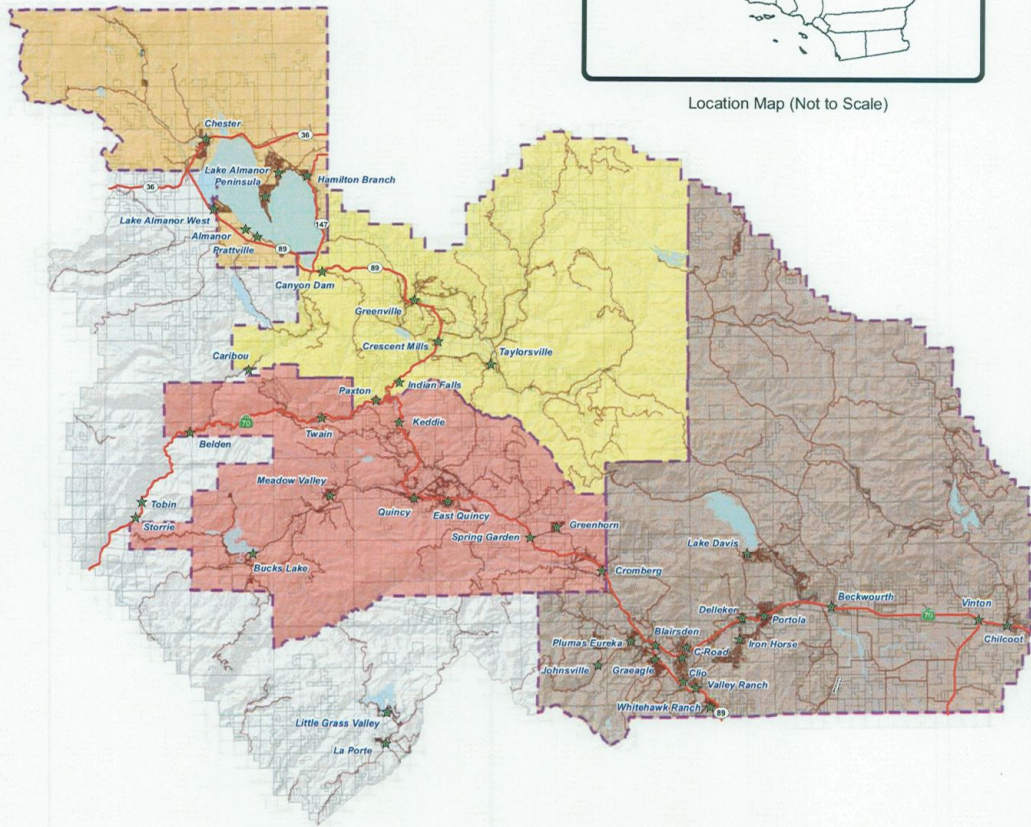 Location Map (Not to Scale)
Chester
36
Lake Almanor
Peninsula
Hamilton Branch
36
Lake Almanor West
147
Almanor
Prattville
89
89
Canyon Dam
Greenville
Crescent Mills
Taylorsville
Caribou
Indian Falls
Paxton
70
Keddie
Twain
Belden
Meadow Valley
Tobin
Quincy
East Quincy
Storrie
Greenhorn
Spring Garden
Lake Davis
Bucks Lake
Cromberg
Beckwourth
Vinton
Delleker
70
Portola
Chilcoot
Blairsden
Plumas Eureka
Iron Horse
C-Road
Johnsville
Graeagle
Clio
Valley Ranch
Whitehawk Ranch
89
Little Grass Valley
La Porte